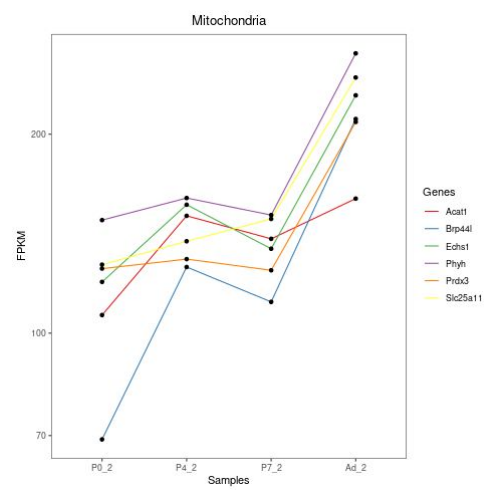 Mitochondria
FPKM
200
100
70
P0_2 P4_2 P7_2 Ad_2
Samples
Genes
Acat1
Brp44l
Echs1
Phyh
Prdx3
Slc25a11